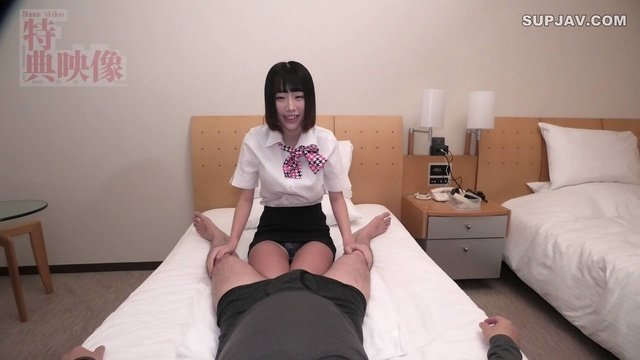 Bonus video
特
典映像
SUPJAV.COM